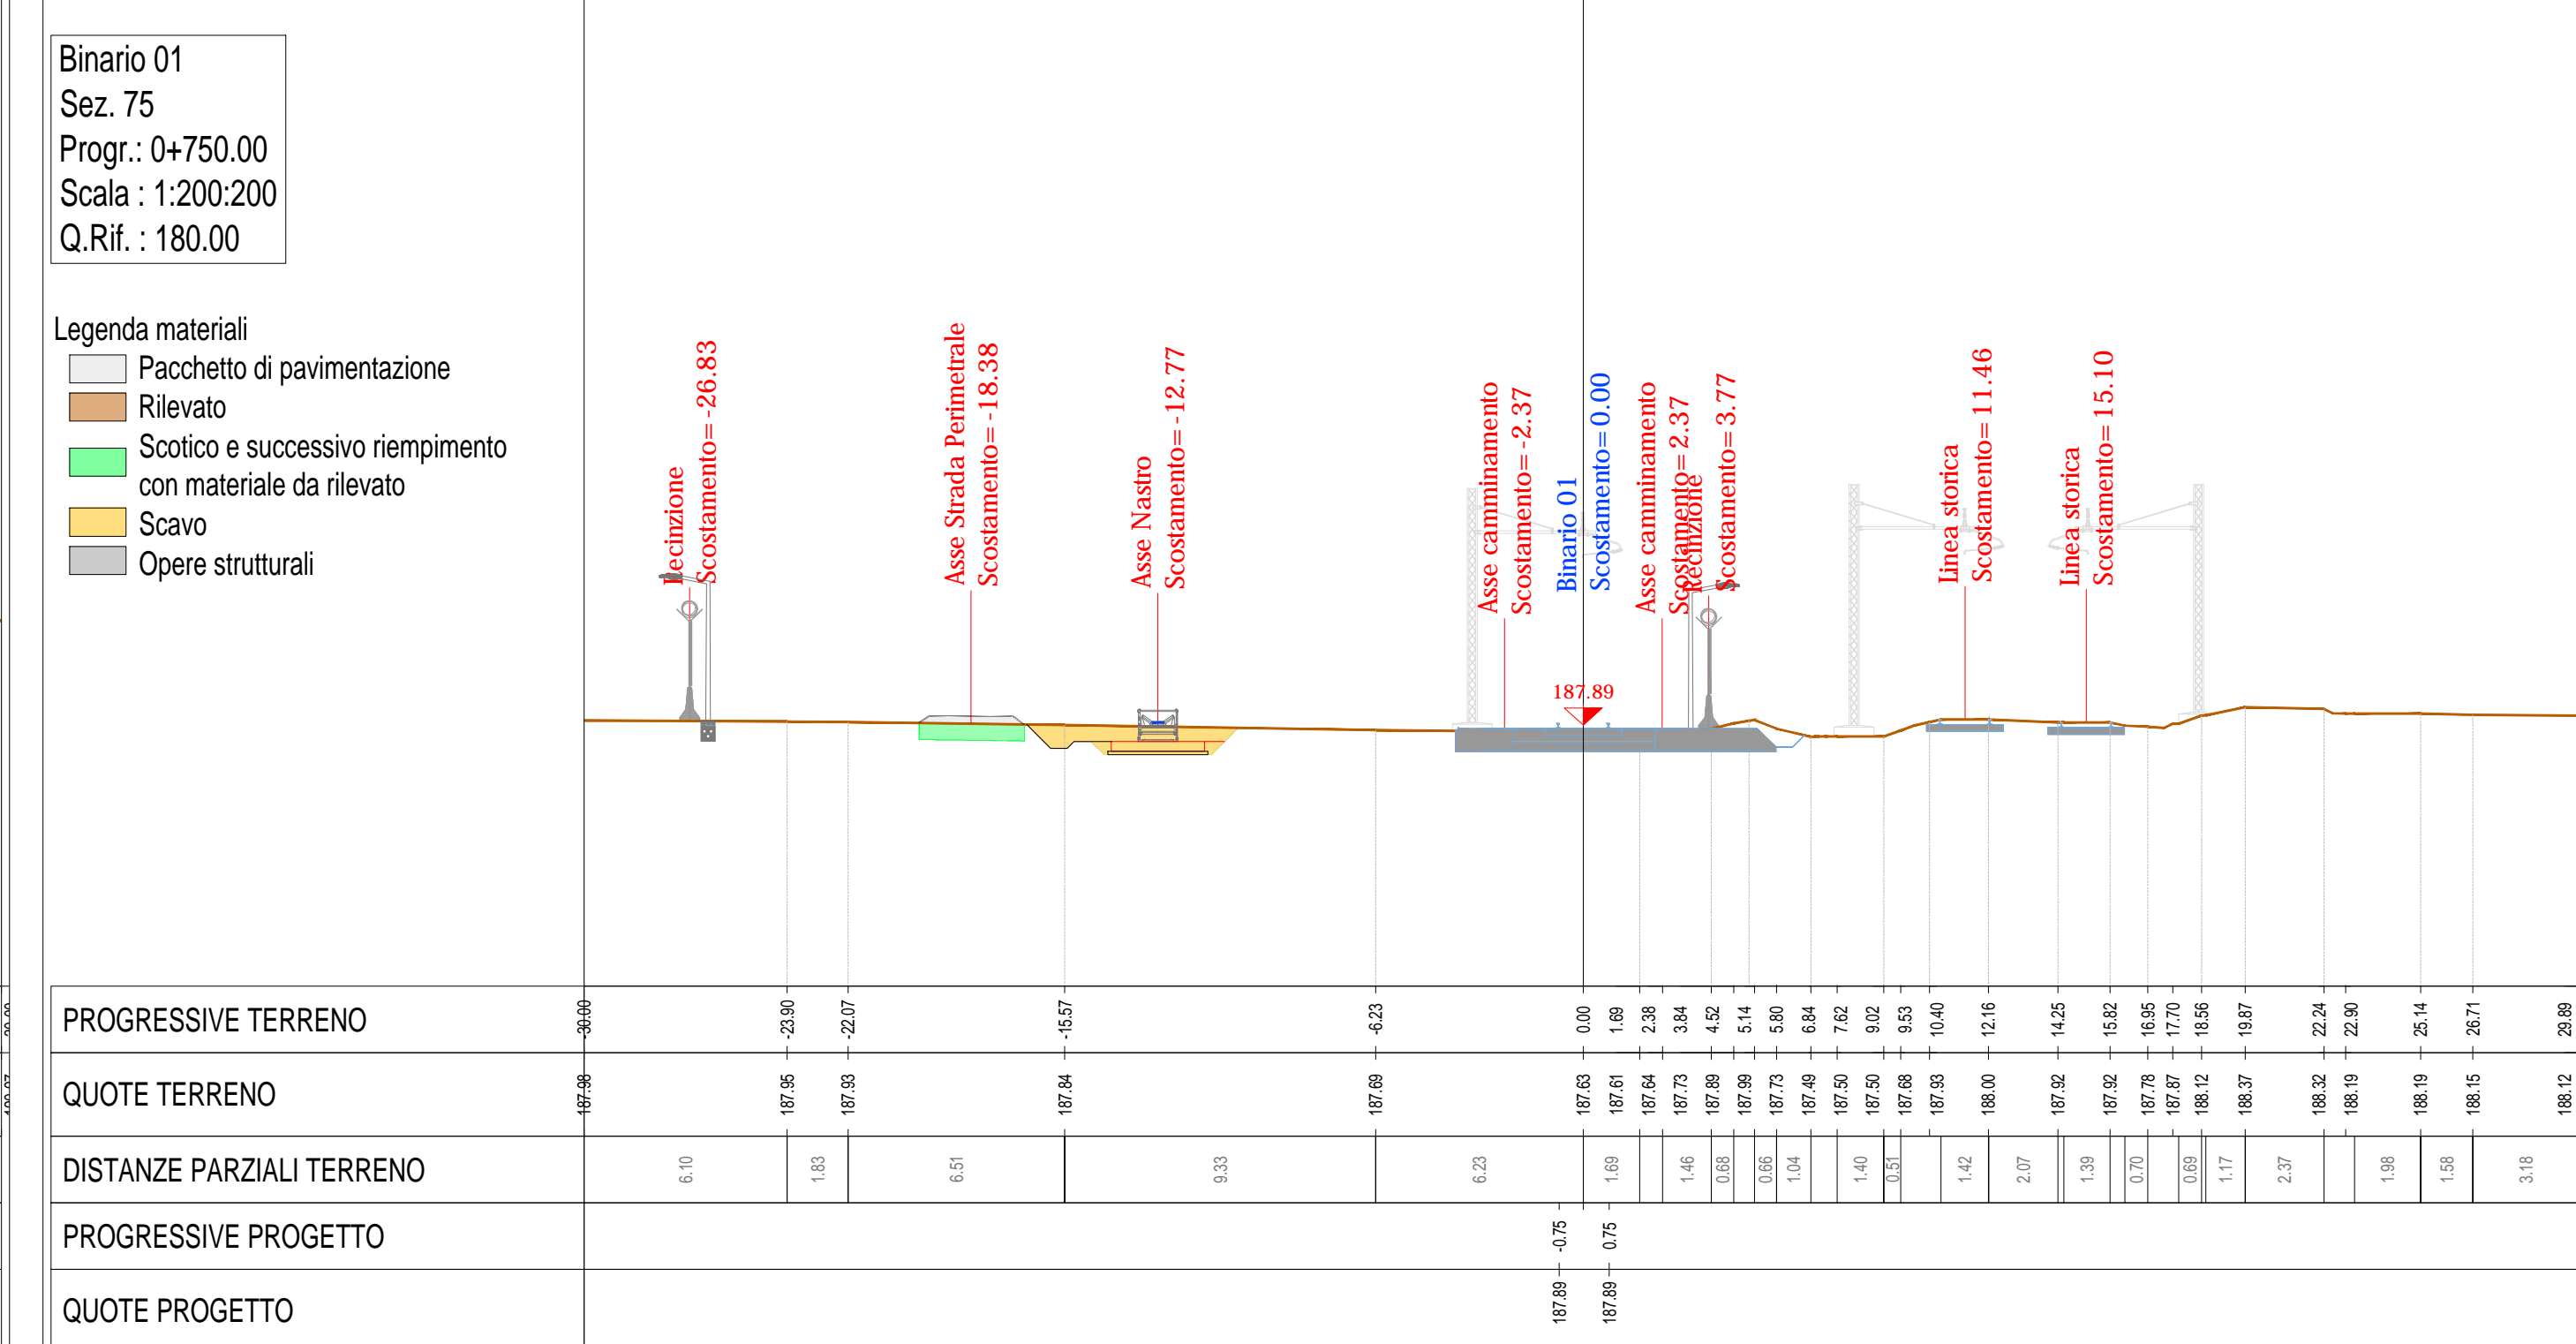 Binario 01
Sez. 75
Progr.: 0+750.00
Scala : 1:200:200
Q.Rif. : 180.00
Legenda materiali
Pacchetto di pavimentazione
Rilevato
Scotico e successivo riempimento
con materiale da rilevato
Scavo
Opere strutturali
Recinzione
Scostamento= -26.83
Asse Strada Perimetrale
Scostamento= -18.38
Asse Nastro
Scostamento= -12.77
Asse camminamento
Scostamento= -2.37
Binario 01
Scostamento= 0.00
Asse camminamento
Scostamento= 2.37
Recinzione
Scostamento= 3.77
Linea storica
Scostamento= 11.46
Linea storica
Scostamento= 15.10
187.89
PROGRESSIVE TERRENO -30.00 -23.90 -22.07 -15.57 -6.23 0.00 1.69 2.38 3.84 4.52 5.14 5.80 6.84 7.62 9.02 9.53 10.40 12.16 14.25 15.82 16.95 17.70 18.56 19.87 22.24 22.90 25.14 26.71 29.89
QUOTE TERRENO 187.98 187.95 187.93 187.84 187.69 187.63 187.61 187.64 187.73 187.89 187.99 187.73 187.49 187.50 187.50 187.68 187.93 188.00 187.92 187.92 187.78 187.87 188.12 188.37 188.32 188.19 188.19 188.15 188.12
DISTANZE PARZIALI TERRENO 6.10 1.83 6.51 9.33 6.23 1.69 1.46 0.68 0.66 1.04 1.40 0.51 1.42 2.07 1.39 0.70 0.69 1.17 2.37 1.98 1.58 3.18
PROGRESSIVE PROGETTO -0.75 0.75
QUOTE PROGETTO 187.89 187.89